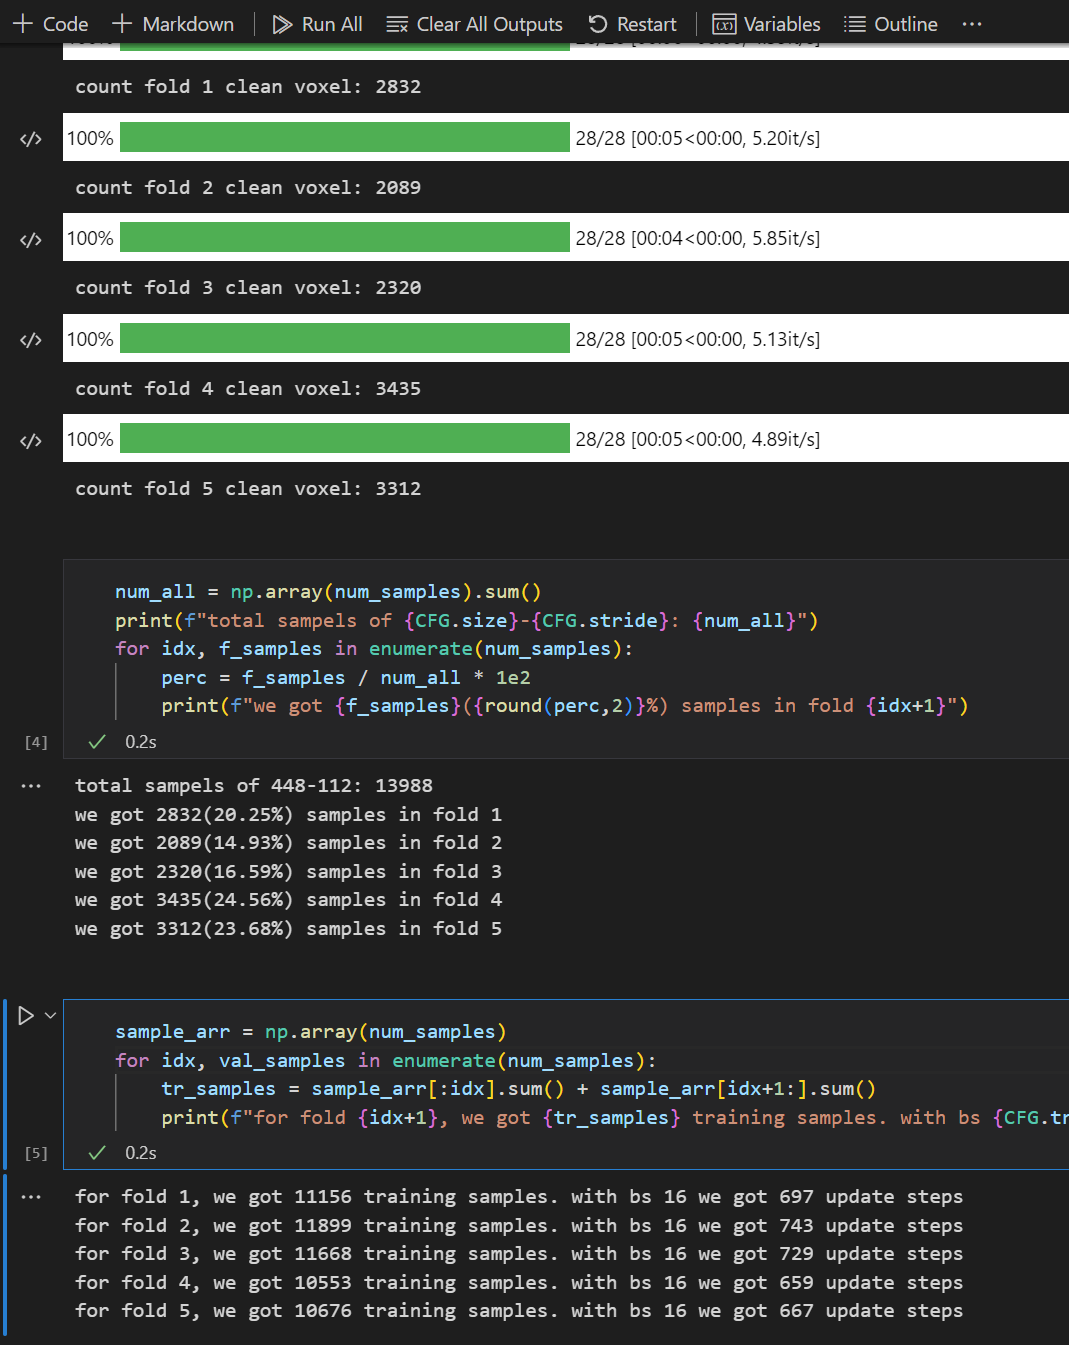 Code Markdown Run All Clear All Outputs Restart Variables Outline ...
count fold 1 clean voxel: 2832
100% 28/28 [00:05<00:00, 5.20it/s]
count fold 2 clean voxel: 2089
100% 28/28 [00:04<00:00, 5.85it/s]
count fold 3 clean voxel: 2320
100% 28/28 [00:05<00:00, 5.13it/s]
count fold 4 clean voxel: 3435
100% 28/28 [00:05<00:00, 4.89it/s]
count fold 5 clean voxel: 3312
num_all = np.array(num_samples).sum()
print(f"total sampels of {CFG.size}-{CFG.stride}: {num_all}")
for idx, f_samples in enumerate(num_samples):
perc = f_samples / num_all * 1e2
print(f"we got {f_samples}({round(perc,2)}%) samples in fold {idx+1}")
[4] 0.2s
total sampels of 448-112: 13988
we got 2832(20.25%) samples in fold 1
we got 2089(14.93%) samples in fold 2
we got 2320(16.59%) samples in fold 3
we got 3435(24.56%) samples in fold 4
we got 3312(23.68%) samples in fold 5
sample_arr = np.array(num_samples)
for idx, val_samples in enumerate(num_samples):
tr_samples = sample_arr[:idx].sum() + sample_arr[idx+1:].sum()
print(f"for fold {idx+1}, we got {tr_samples} training samples. with bs {CFG.tr
[5] 0.2s
for fold 1, we got 11156 training samples. with bs 16 we got 697 update steps
for fold 2, we got 11899 training samples. with bs 16 we got 743 update steps
for fold 3, we got 11668 training samples. with bs 16 we got 729 update steps
for fold 4, we got 10553 training samples. with bs 16 we got 659 update steps
for fold 5, we got 10676 training samples. with bs 16 we got 667 update steps